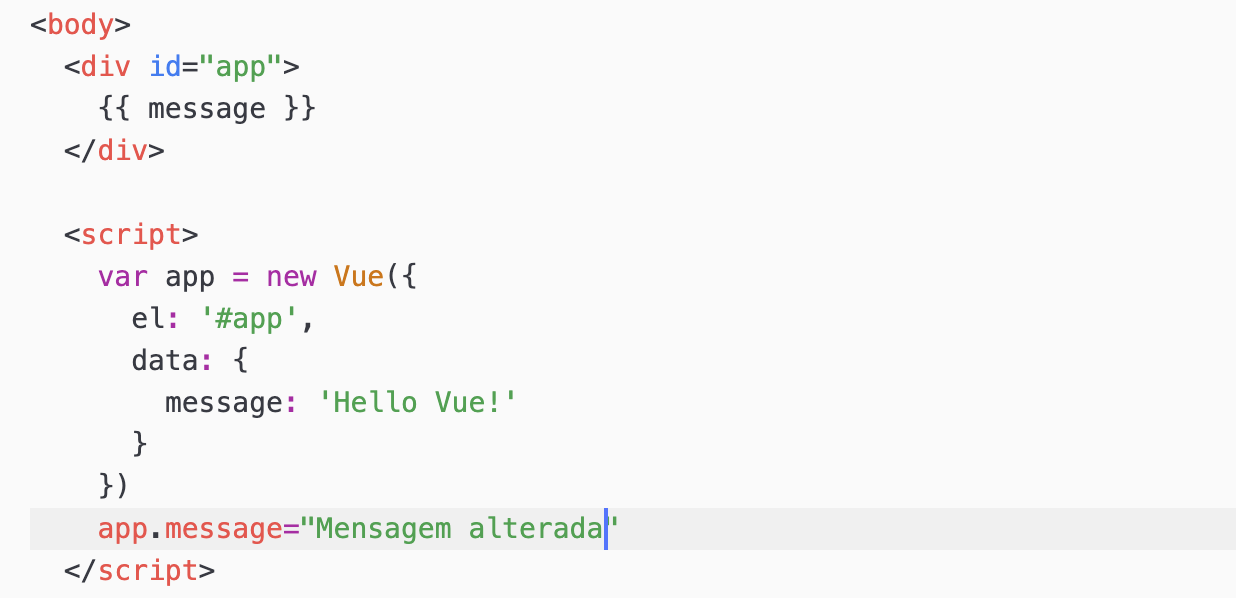 <body>
  <div id="app">
    {{ message }}
  </div>

  <script>
    var app = new Vue({
      el: '#app',
      data: {
        message: 'Hello Vue!'
      }
    })
    app.message="Mensagem alterada"
  </script>